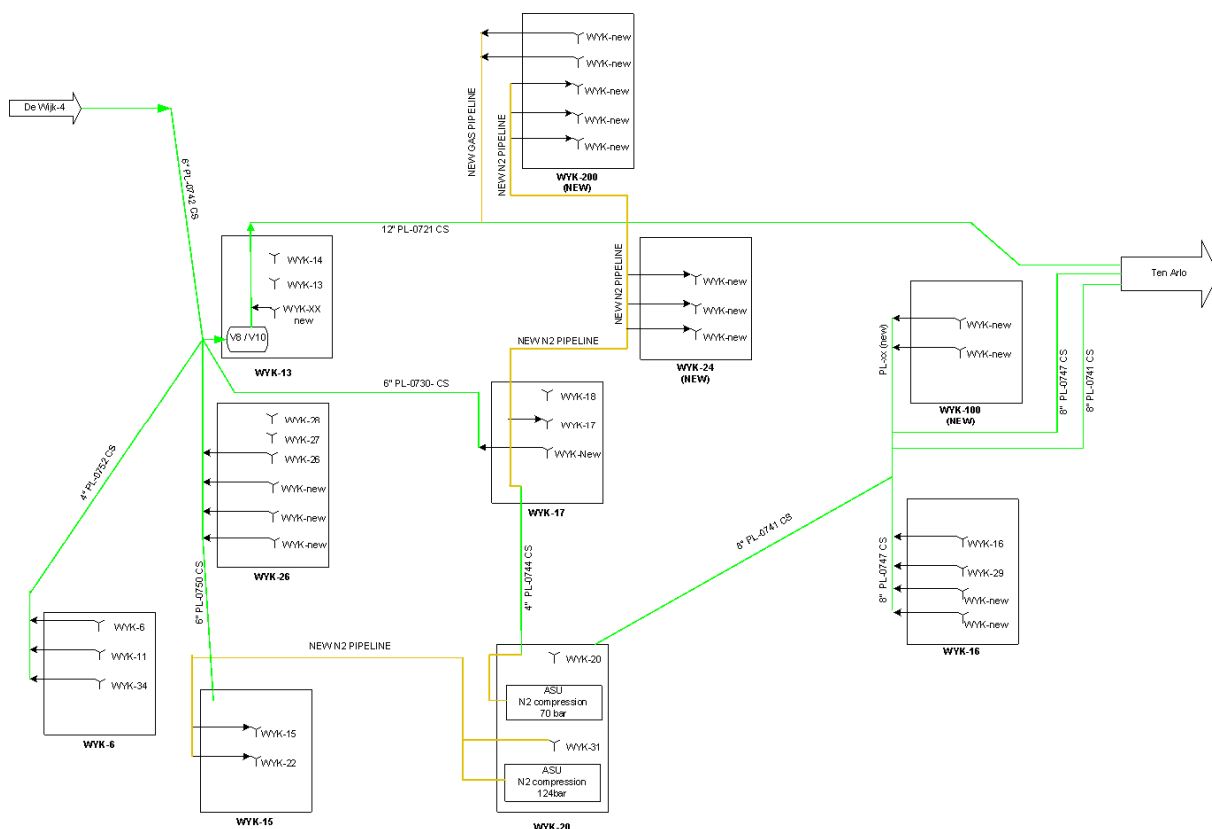 WYK-new
WYK-new
WYK-new
WYK-new
WYK-new
WYK-200
(NEW)
NEW GAS PIPELINE
NEW N2 PIPELINE
De Wijk-4
6" PL-0742 CS
12" PL-0721 CS
WYK-14
WYK-13
WYK-XX
new
V8 / V10
WYK-13
NEW N2 PIPELINE
WYK-new
WYK-new
WYK-new
WYK-24
(NEW)
Ten Arlo
WYK-new
WYK-new
WYK-100
(NEW)
PL-xx (new)
8" PL-0747 CS
8" PL-0741 CS
NEW N2 PIPELINE
6" PL-0730- CS
WYK-18
WYK-17
WYK-New
WYK-17
WYK-28
WYK-27
WYK-26
WYK-new
WYK-new
WYK-new
WYK-26
4" PL-0752 CS
6" PL-0750 CS
4" PL-0744 CS
8" PL-0741 CS
8" PL-0747 CS
WYK-16
WYK-29
WYK-new
WYK-new
WYK-16
WYK-6
WYK-11
WYK-34
WYK-6
NEW N2 PIPELINE
WYK-15
WYK-22
WYK-15
WYK-20
ASU
N2 compression
70 bar
WYK-31
ASU
N2 compression
124bar
WYK-20